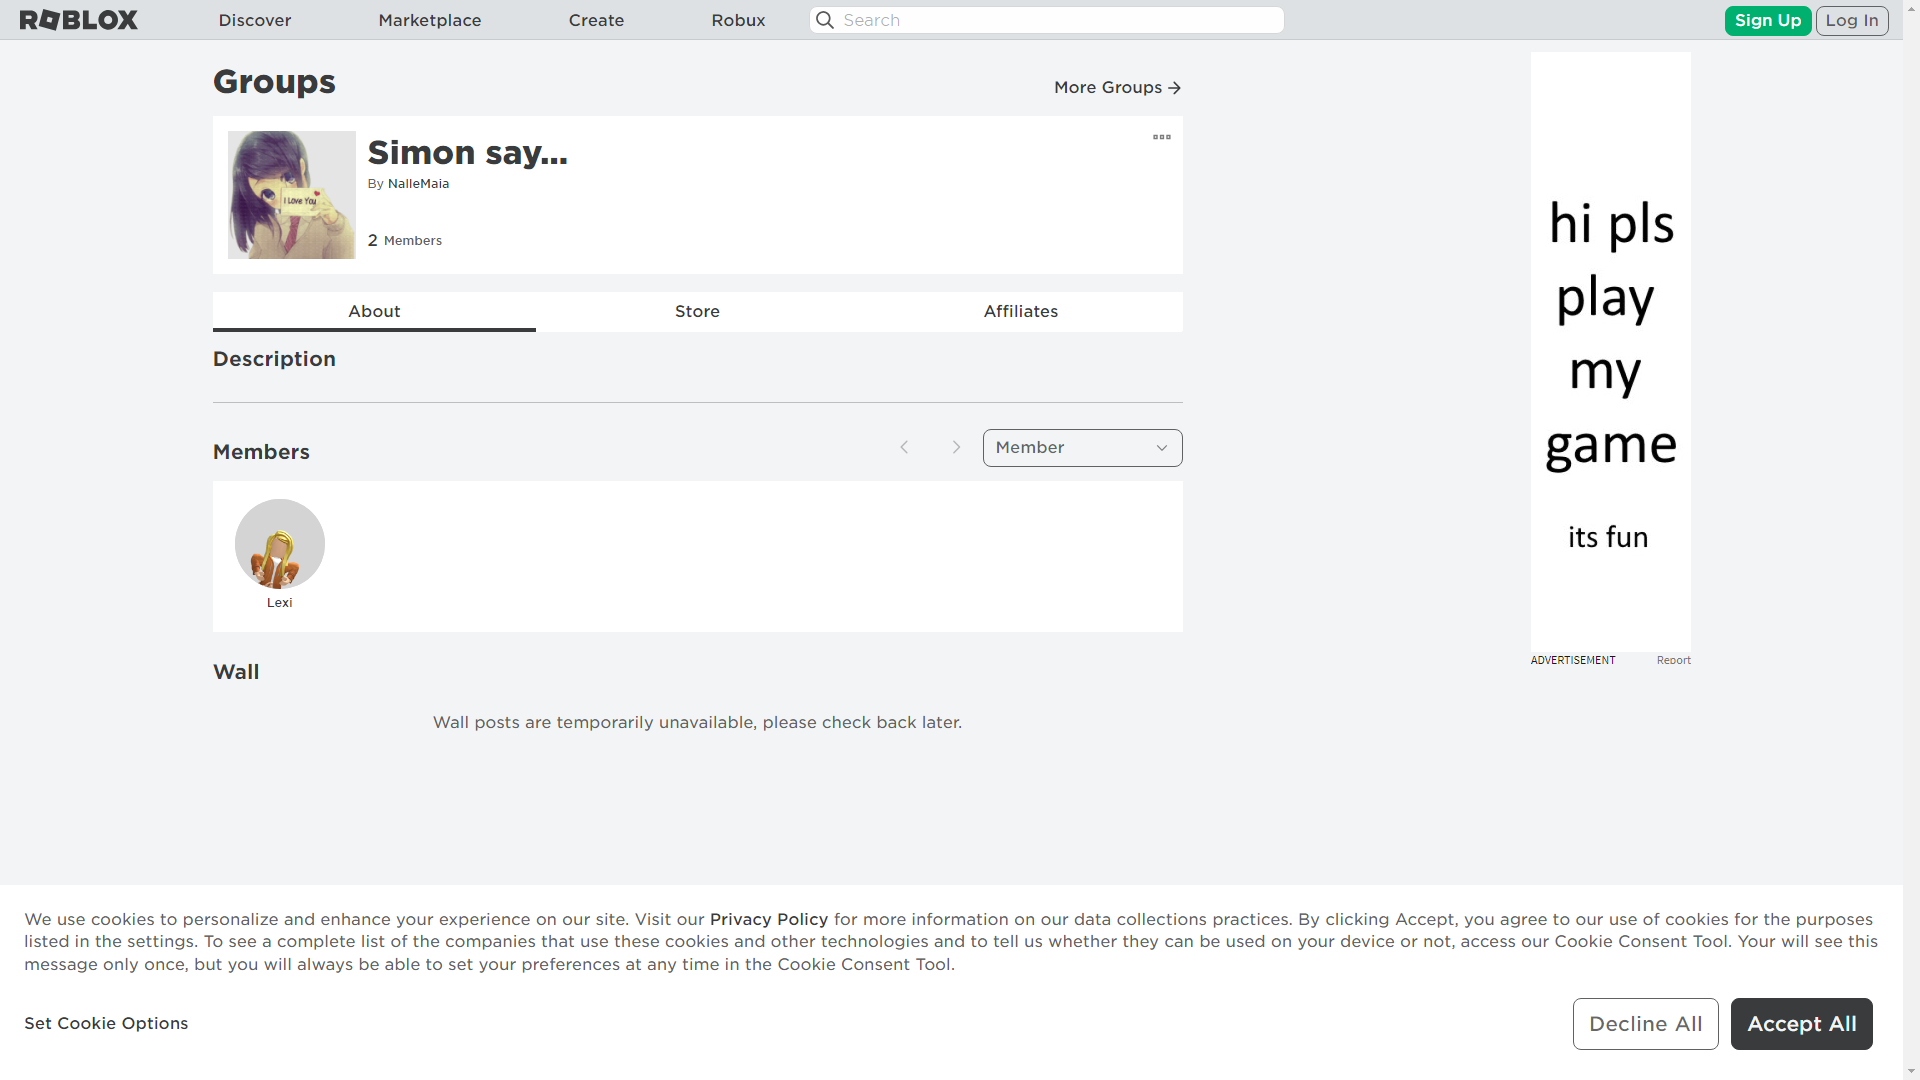 ROBLOX
Discover
Marketplace
Create
Robux
Search
Sign Up
Log In
Groups
More Groups
Simon say...
By NalleMaia
I Love You
2 Members
About
Store
Affiliates
Description
Members
Member
Lexi
Wall
Wall posts are temporarily unavailable, please check back later.
hi pls
play
my
game
its fun
ADVERTISEMENT
Report
We use cookies to personalize and enhance your experience on our site. Visit our Privacy Policy for more information on our data collections practices. By clicking Accept, you agree to our use of cookies for the purposes
listed in the settings. To see a complete list of the companies that use these cookies and other technologies and to tell us whether they can be used on your device or not, access our Cookie Consent Tool. Your will see this
message only once, but you will always be able to set your preferences at any time in the Cookie Consent Tool.
Set Cookie Options
Decline All
Accept All